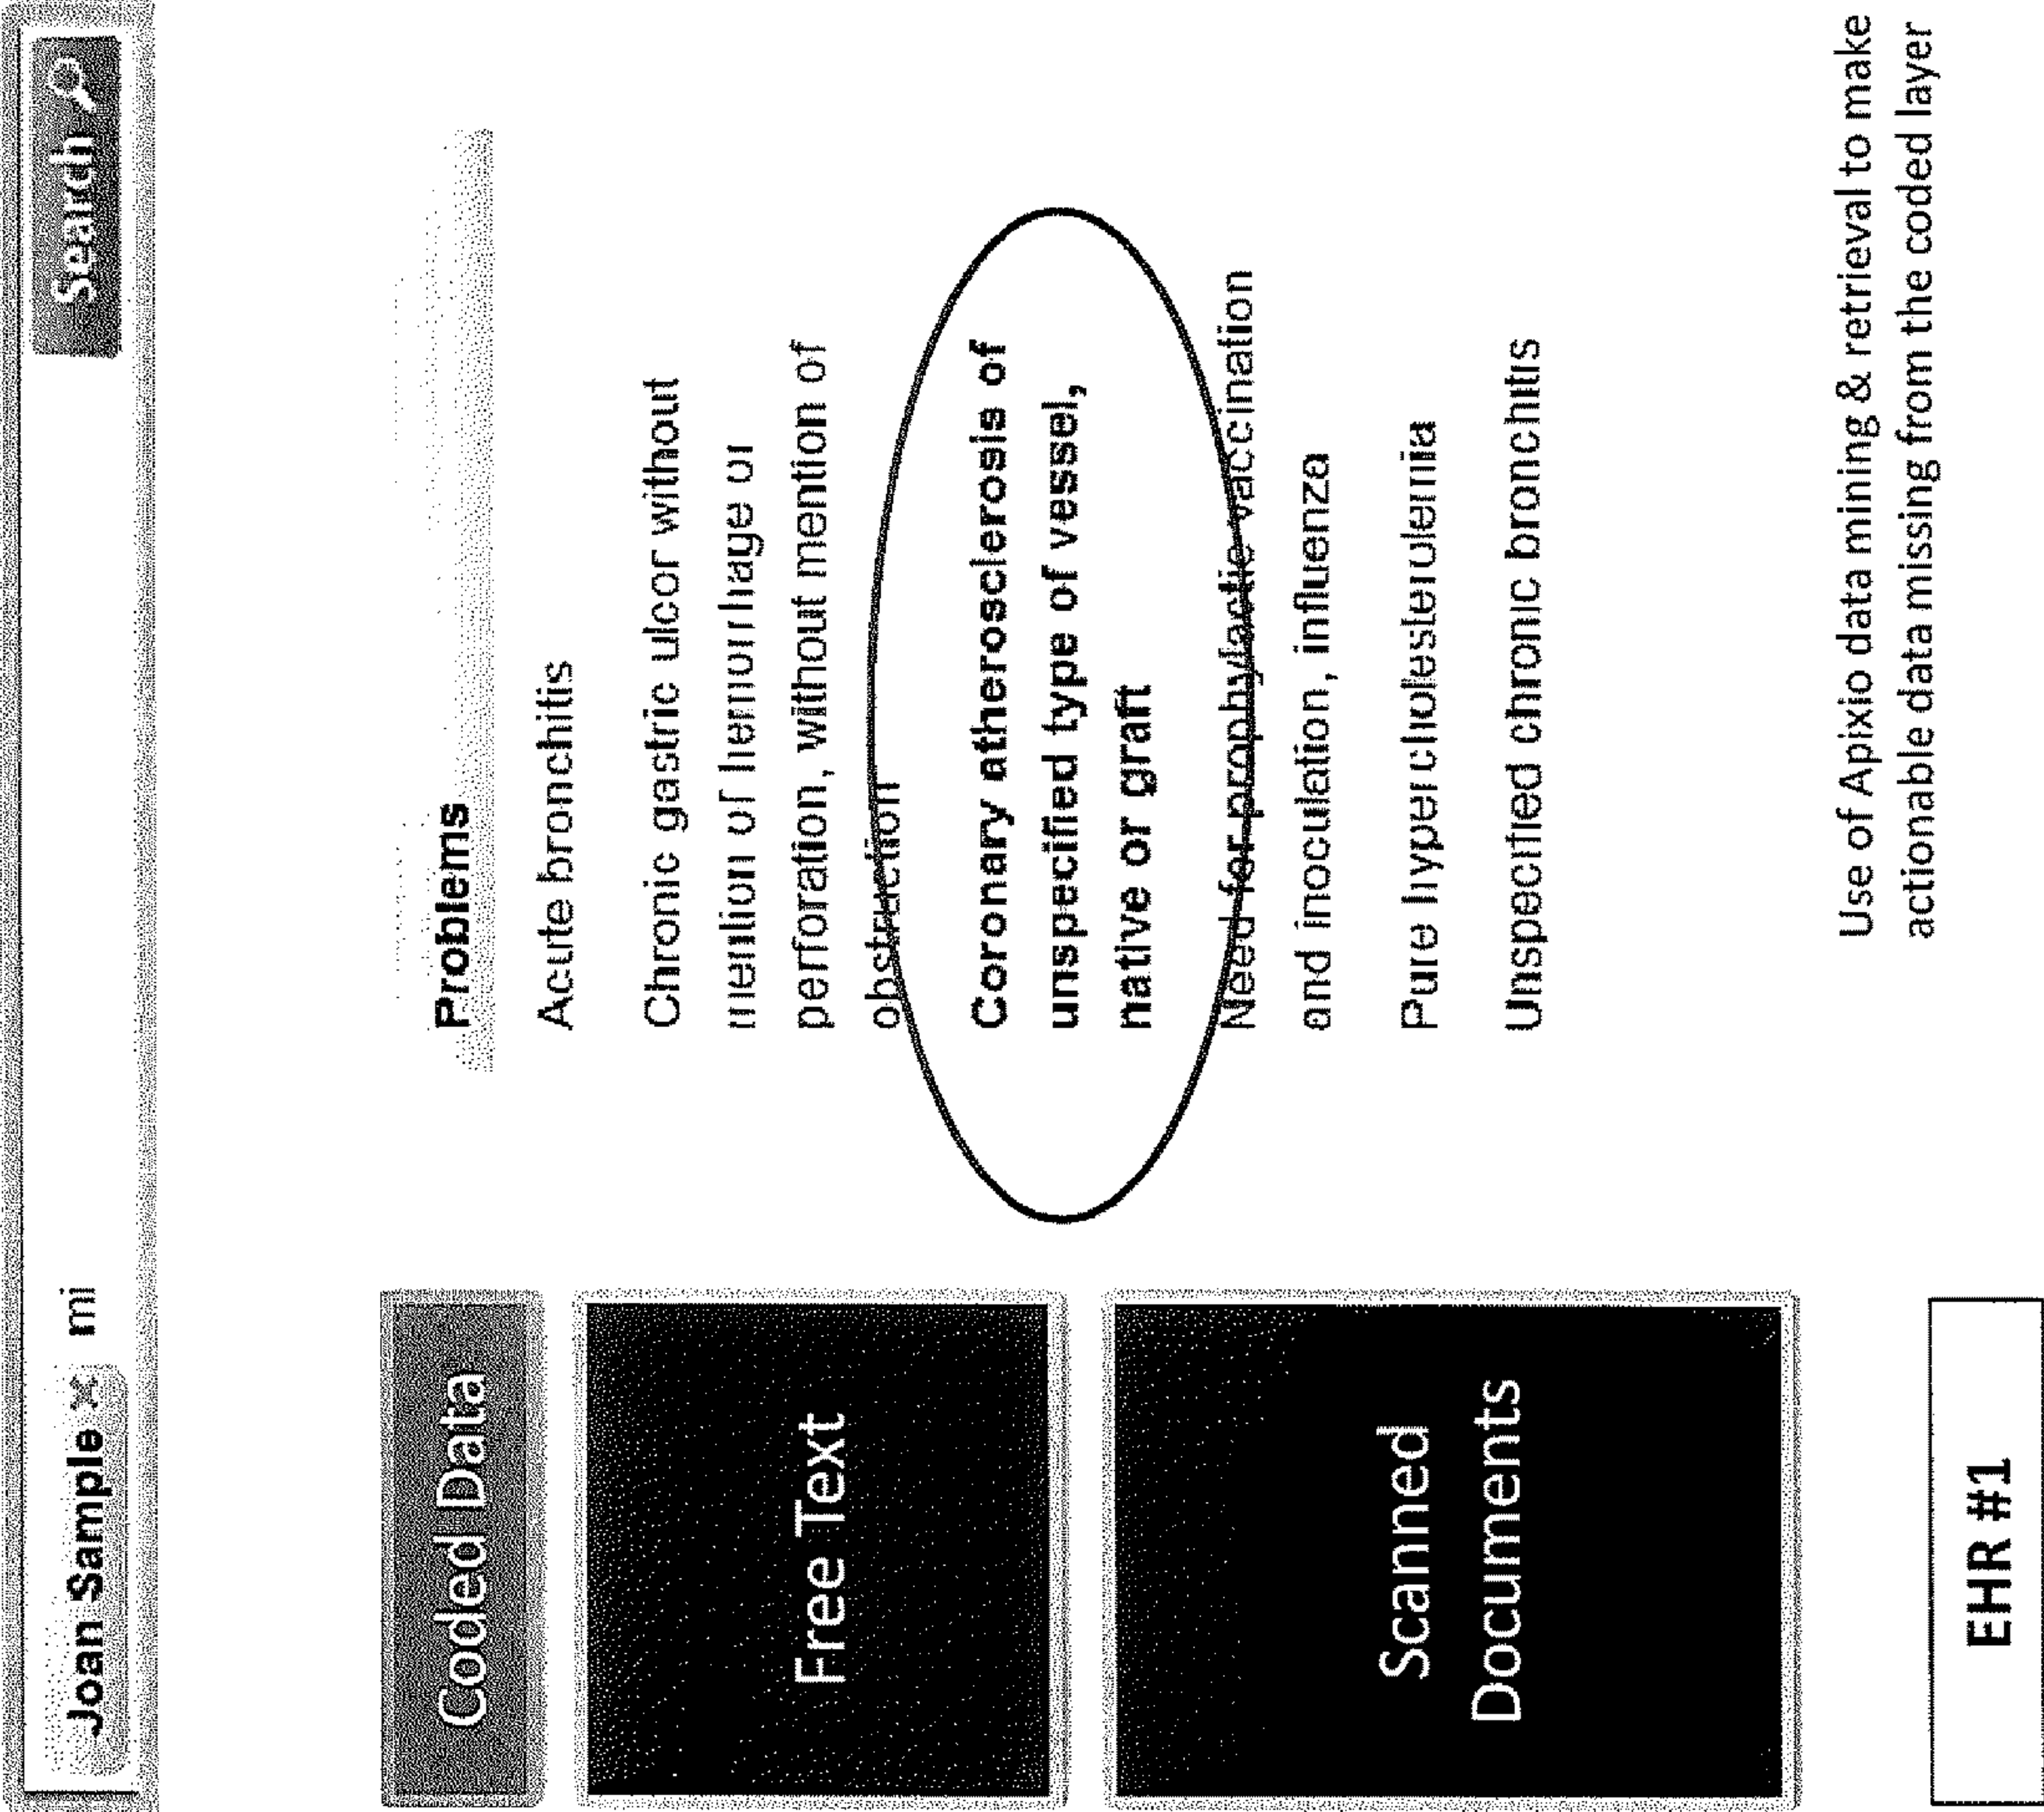 Joan Sample × mi
Search
Coded Data
Free Text
Scanned
Documents
EHR #1
Problems
Acute bronchitis
Chronic gastric ulcer without
mention of hemorrhage or
perforation, without mention of
obstruction
Coronary atherosclerosis of
unspecified type of vessel,
native or graft
Need for prophylactic vaccination
and inoculation, influenza
Pure hypercholesterolemia
Unspecified chronic bronchitis
Use of Apixio data mining & retrieval to make
actionable data missing from the coded layer